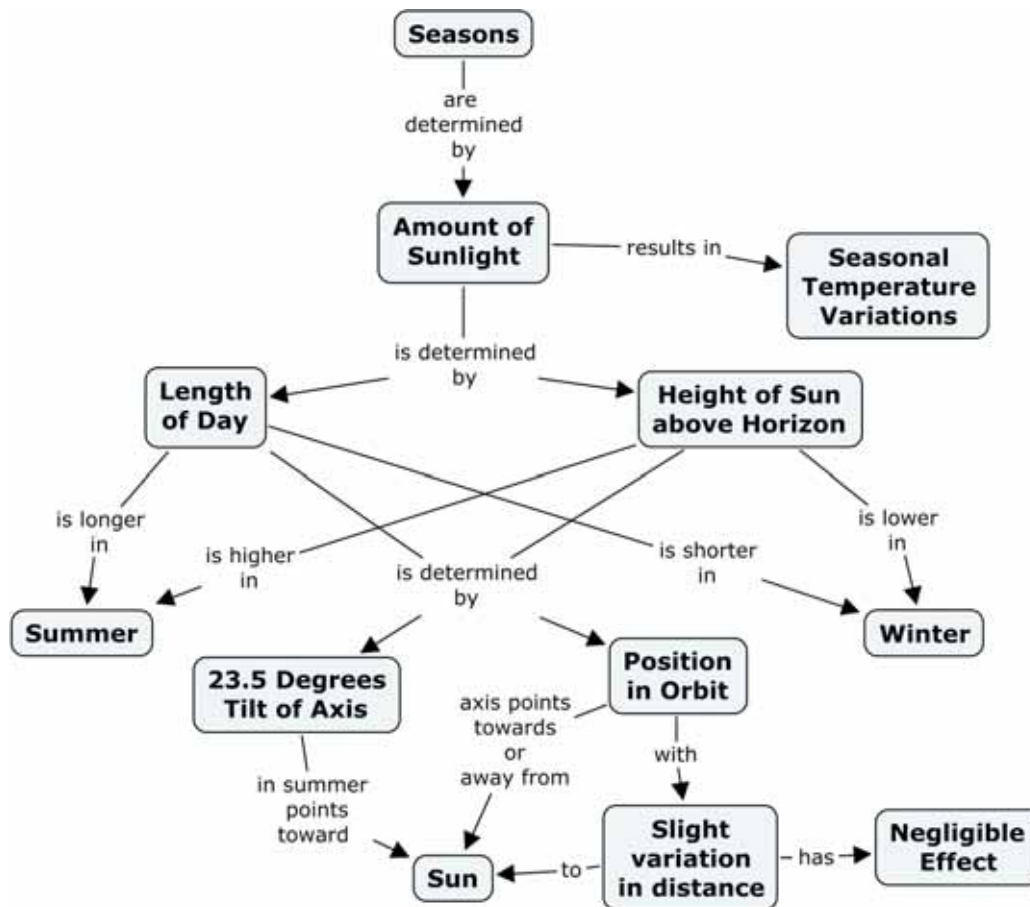 Seasons
are
determined
by
Amount of
Sunlight
results in
Seasonal
Temperature
Variations
is determined
by
Length
of Day
Height of Sun
above Horizon
is longer
in
is higher
in
is determined
by
is shorter
in
is lower
in
Summer
Winter
23.5 Degrees
Tilt of Axis
Position
in Orbit
axis points
towards
or
away from
with
in summer
points
toward
Sun
to
Slight
variation
in distance
has
Negligible
Effect